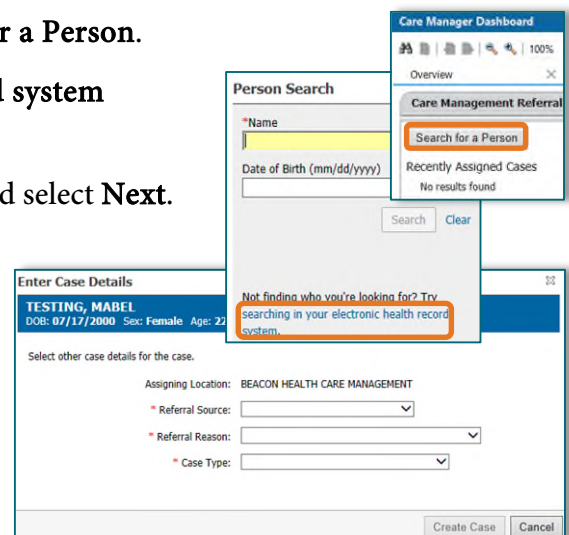 r a Person.
l system
d select Next.
Care Manager Dashboard
100%
Overview
Care Management Referral
Search for a Person
Recently Assigned Cases
No results found
Person Search
*Name
Date of Birth (mm/dd/yyyy)
Search Clear
Not finding who you're looking for? Try
searching in your electronic health record
system.
Enter Case Details
TESTING, MABEL
DOB: 07/17/2000 Sex: Female Age: 22
Select other case details for the case.
Assigning Location: BEACON HEALTH CARE MANAGEMENT
* Referral Source:
* Referral Reason:
* Case Type:
Create Case Cancel